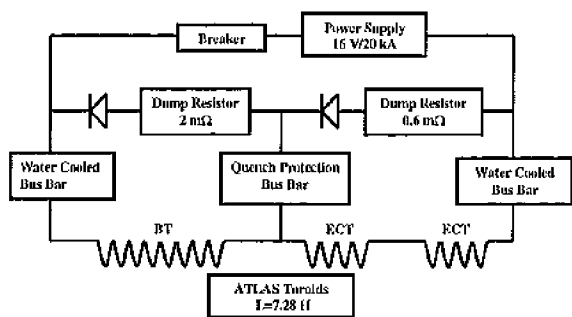 Breaker
Power Supply
16 V/20 kA
Dump Resistor
2 mΩ
Dump Resistor
0.6 mΩ
Water Cooled
Bus Bar
Quench Protection
Bus Bar
Water Cooled
Bus Bar
BT
ECT
ECT
ATLAS Toroids
L=7.28 H